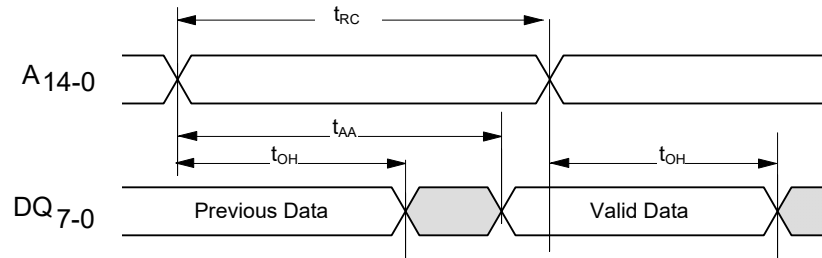 tRC
A14-0
tAA
tOH tOH
DQ7-0 Previous Data Valid Data